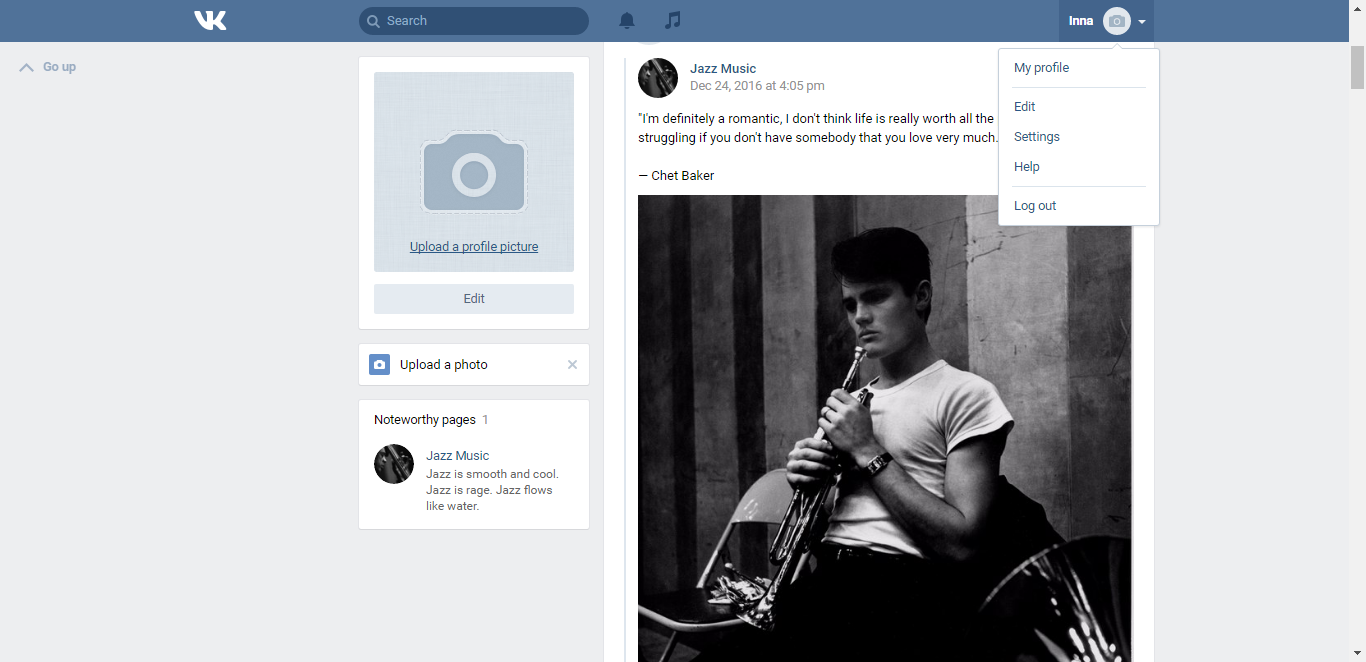 VK
Search
Inna
Go up
My profile
Edit
Settings
Help
Log out
Upload a profile picture
Edit
Upload a photo
Noteworthy pages 1
Jazz Music
Jazz is smooth and cool.
Jazz is rage. Jazz flows
like water.
Jazz Music
Dec 24, 2016 at 4:05 pm
"I'm definitely a romantic, I don't think life is really worth all the
struggling if you don't have somebody that you love very much.
— Chet Baker